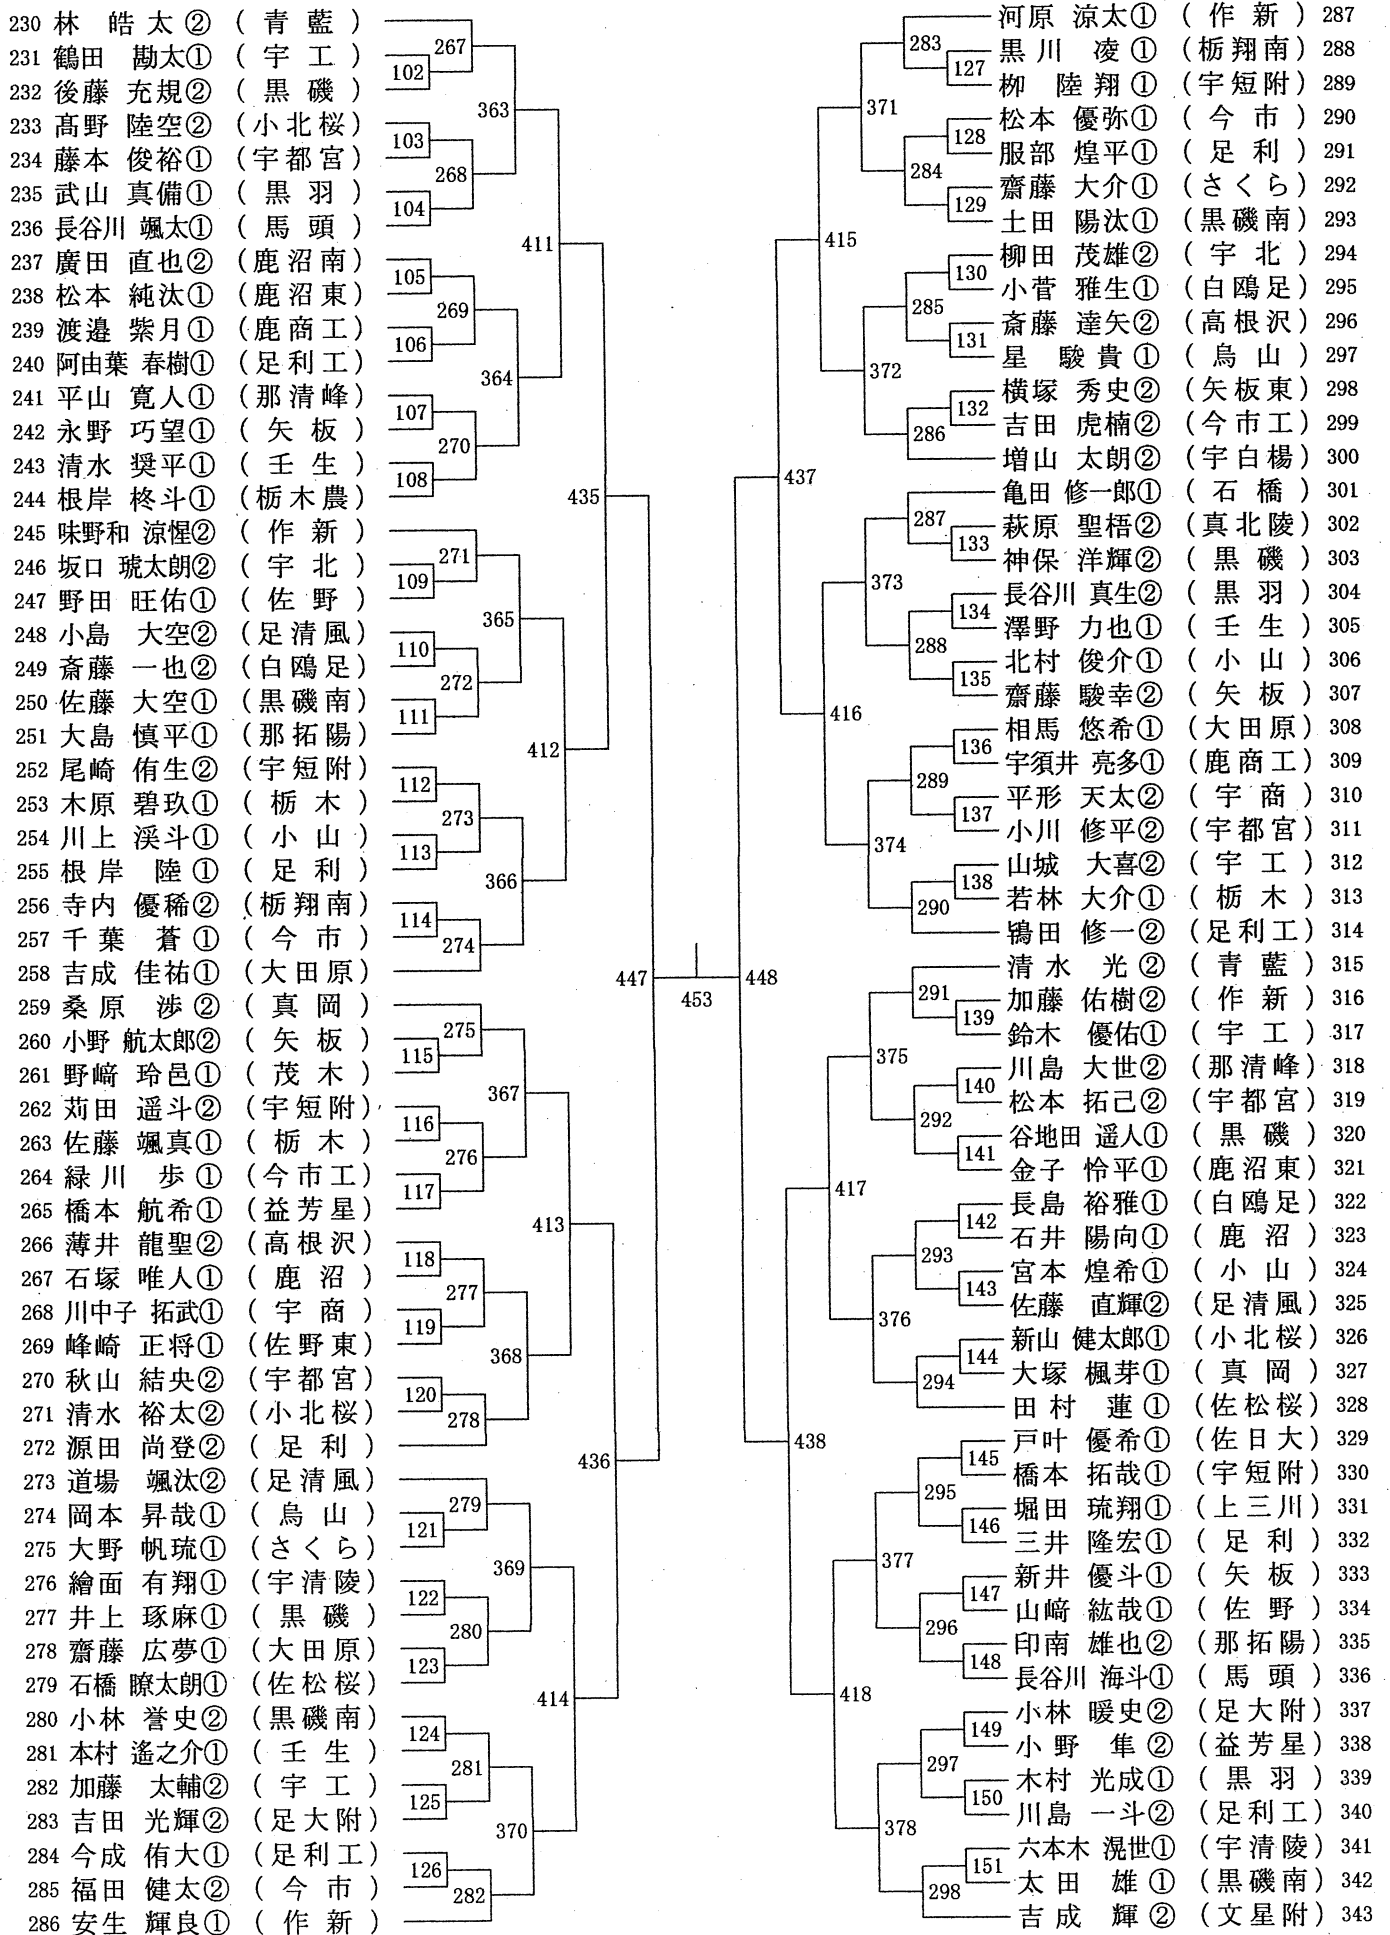 230 林 皓太② (青藍)
231 鶴田 勘太① (宇工)
232 後藤 充規② (黒磯)
233 髙野 陸空② (小北桜)
234 藤本 俊裕① (宇都宮)
235 武山 真備① (黒羽)
236 長谷川 颯太① (馬頭)
237 廣田 直也② (鹿沼南)
238 松本 純汰① (鹿沼東)
239 渡邉 紫月① (鹿商工)
240 阿由葉 春樹① (足利工)
241 平山 寛人① (那清峰)
242 永野 巧望① (矢板)
243 清水 奨平① (壬生)
244 根岸 柊斗① (栃木農)
245 味野和 涼惺② (作新)
246 坂口 琥太朗② (宇北)
247 野田 旺佑① (佐野)
248 小島 大空② (足清風)
249 斎藤 一也② (白鴎足)
250 佐藤 大空① (黒磯南)
251 大島 慎平① (那拓陽)
252 尾崎 侑生② (宇短附)
253 木原 碧玖① (栃木)
254 川上 渓斗① (小山)
255 根岸 陸① (足利)
256 寺内 優稀② (栃翔南)
257 千葉 蒼① (今市)
258 吉成 佳祐① (大田原)
259 桑原 渉② (真岡)
260 小野 航太郎② (矢板)
261 野﨑 玲邑① (茂木)
262 苅田 遥斗② (宇短附)
263 佐藤 颯真① (栃木)
264 緑川 歩① (今市工)
265 橋本 航希① (益芳星)
266 薄井 龍聖② (高根沢)
267 石塚 唯人① (鹿沼)
268 川中子 拓武① (宇商)
269 峰崎 正将① (佐野東)
270 秋山 結央② (宇都宮)
271 清水 裕太② (小北桜)
272 源田 尚登② (足利)
273 道場 颯汰② (足清風)
274 岡本 昇哉① (烏山)
275 大野 帆琉① (さくら)
276 繪面 有翔① (宇清陵)
277 井上 琢麻① (黒磯)
278 齋藤 広夢① (大田原)
279 石橋 瞭太朗① (佐松桜)
280 小林 誉史② (黒磯南)
281 本村 遙之介① (壬生)
282 加藤 太輔② (宇工)
283 吉田 光輝② (足大附)
284 今成 侑大① (足利工)
285 福田 健太② (今市)
286 安生 輝良① (作新)
267
102
363
103
268
104
411
105
269
106
364
107
270
108
435
271
109
365
110
272
111
412
112
273
113
366
114
274
447
275
115
367
116
276
117
413
118
277
119
368
120
278
436
279
121
369
122
280
123
414
124
281
125
370
126
282
453
448
283
127
371
128
284
129
415
130
285
131
372
132
286
437
287
133
373
134
288
135
416
136
289
137
374
138
290
291
139
375
140
292
141
417
142
293
143
376
144
294
438
145
295
146
377
147
296
148
418
149
297
150
378
151
298
河原 涼太① (作新) 287
黒川 凌① (栃翔南) 288
柳 陸翔① (宇短附) 289
松本 優弥① (今市) 290
服部 煌平① (足利) 291
齋藤 大介① (さくら) 292
土田 陽汰① (黒磯南) 293
柳田 茂雄② (宇北) 294
小菅 雅生① (白鴎足) 295
斎藤 達矢② (高根沢) 296
星 駿貴① (烏山) 297
横塚 秀史② (矢板東) 298
吉田 虎楠② (今市工) 299
増山 太朗② (宇白楊) 300
亀田 修一郎① (石橋) 301
萩原 聖梧② (真北陵) 302
神保 洋輝② (黒磯) 303
長谷川 真生② (黒羽) 304
澤野 力也① (壬生) 305
北村 俊介① (小山) 306
齋藤 駿幸② (矢板) 307
相馬 悠希① (大田原) 308
宇須井 亮多① (鹿商工) 309
平形 天太② (宇商) 310
小川 修平② (宇都宮) 311
山城 大喜② (宇工) 312
若林 大介① (栃木) 313
鴇田 修一② (足利工) 314
清水 光② (青藍) 315
加藤 佑樹② (作新) 316
鈴木 優佑① (宇工) 317
川島 大世② (那清峰) 318
松本 拓己② (宇都宮) 319
谷地田 遥人① (黒磯) 320
金子 怜平① (鹿沼東) 321
長島 裕雅① (白鴎足) 322
石井 陽向① (鹿沼) 323
宮本 煌希① (小山) 324
佐藤 直輝② (足清風) 325
新山 健太郎① (小北桜) 326
大塚 楓芽① (真岡) 327
田村 蓮① (佐松桜) 328
戸叶 優希① (佐日大) 329
橋本 拓哉① (宇短附) 330
堀田 琉翔① (上三川) 331
三井 隆宏① (足利) 332
新井 優斗① (矢板) 333
山﨑 紘哉① (佐野) 334
印南 雄也② (那拓陽) 335
長谷川 海斗① (馬頭) 336
小林 暖史② (足大附) 337
小野 隼② (益芳星) 338
木村 光成① (黒羽) 339
川島 一斗② (足利工) 340
六本木 滉世① (宇清陵) 341
太田 雄① (黒磯南) 342
吉成 輝② (文星附) 343